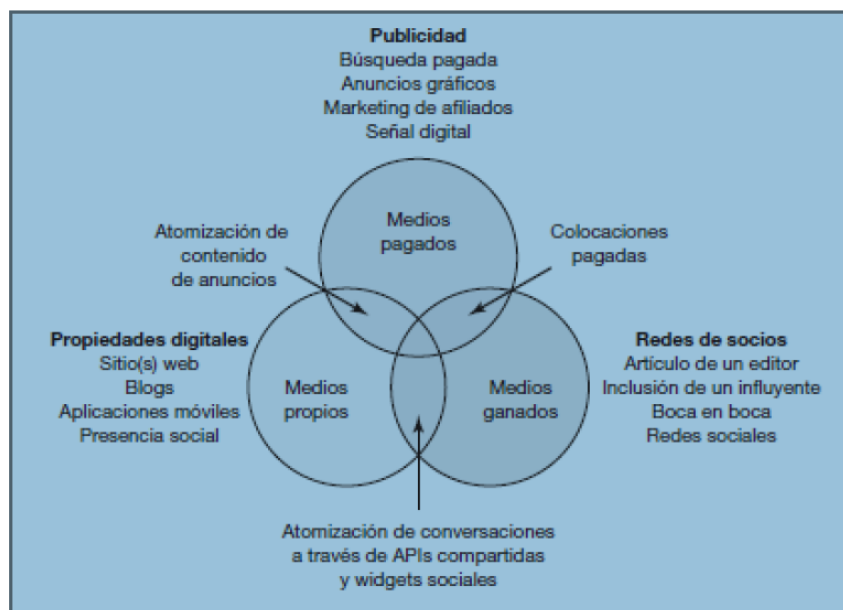 Publicidad
Búsqueda pagada
Anuncios gráficos
Marketing de afiliados
Señal digital
Medios
pagados
Atomización de
contenido
de anuncios
Colocaciones
pagadas
Propiedades digitales
Sitio(s) web
Blogs
Aplicaciones móviles
Presencia social
Medios
propios
Medios
ganados
Redes de socios
Artículo de un editor
Inclusión de un influyente
Boca en boca
Redes sociales
Atomización de conversaciones
a través de APIs compartidas
y widgets sociales